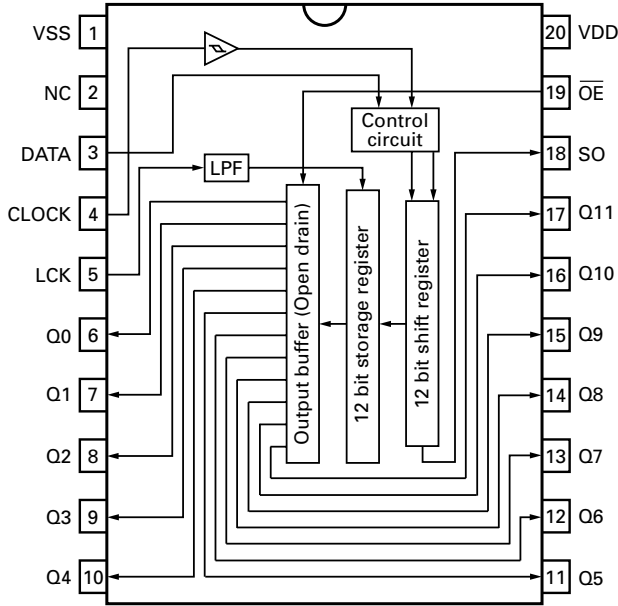 VSS 1
20 VDD
NC 2
19 O̅E̅
Control
circuit
DATA 3
18 SO
LPF
CLOCK 4
17 Q11
LCK 5
16 Q10
Output buffer (Open drain)
12 bit storage register
12 bit shift register
Q0 6
15 Q9
Q1 7
14 Q8
Q2 8
13 Q7
Q3 9
12 Q6
Q4 10
11 Q5